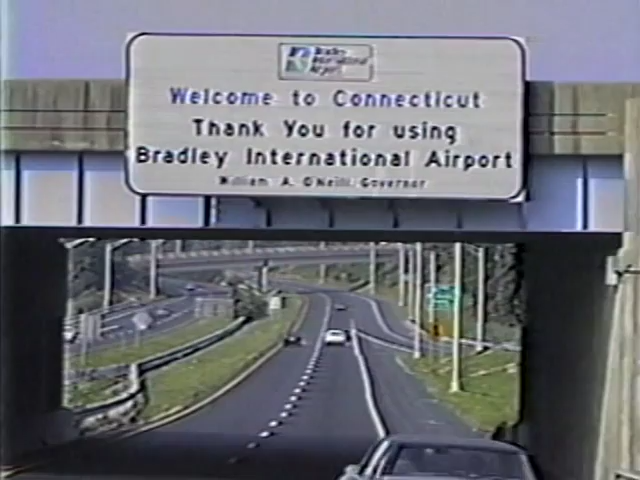 Bradley
International
Airport
Welcome to Connecticut
Thank You for using
Bradley International Airport
William A. O'Neill, Governor